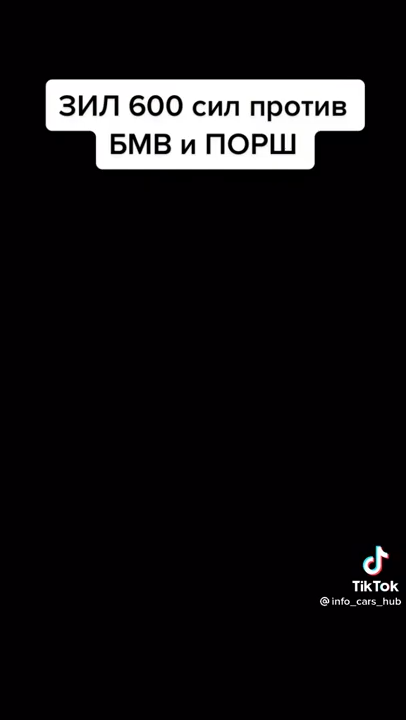 ЗИЛ 600 сил против
БМВ и ПОРШ
TikTok
@info_cars_hub